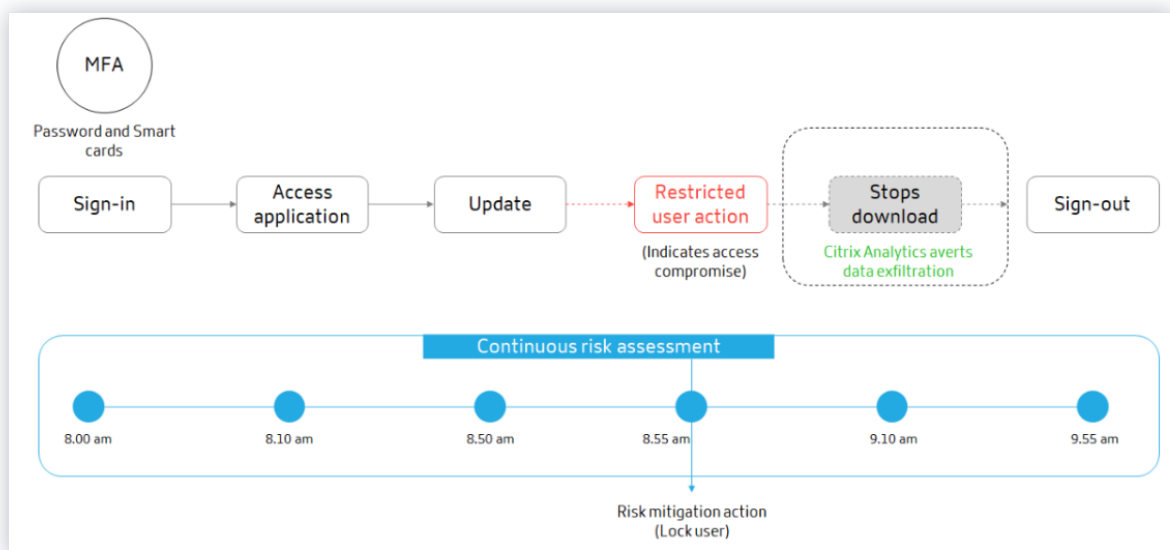 MFA
Password and Smart
cards
Sign-in
Access
application
Update
Restricted
user action
(Indicates access
compromise)
Stops
download
Citrix Analytics averts
data exfiltration
Sign-out
Continuous risk assessment
8.00 am
8.10 am
8.50 am
8.55 am
9.10 am
9.55 am
Risk mitigation action
(Lock user)